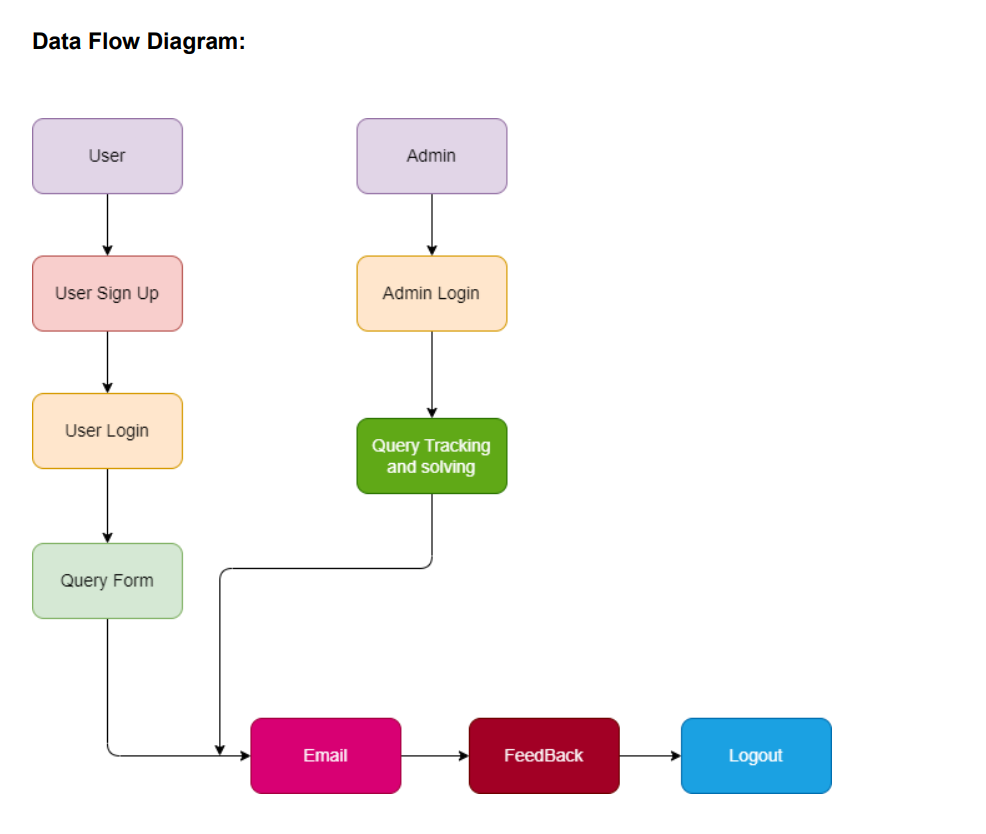 Data Flow Diagram:
User
Admin
User Sign Up
Admin Login
User Login
Query Tracking
and solving
Query Form
Email
FeedBack
Logout